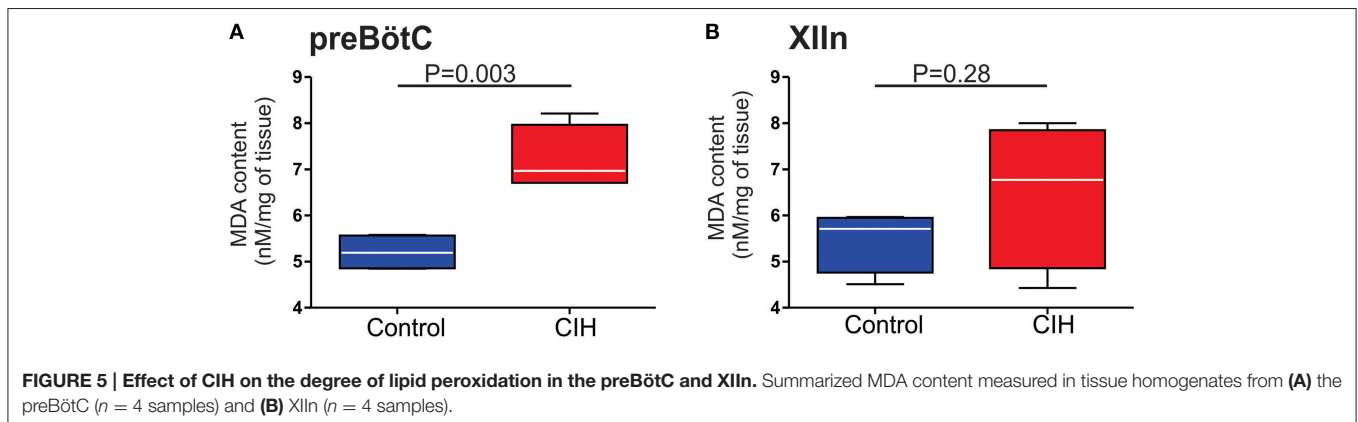 A preBötC
P=0.003
MDA content
(nM/mg of tissue)
9
8
7
6
5
4
Control CIH
B XIIn
P=0.28
MDA content
(nM/mg of tissue)
9
8
7
6
5
4
Control CIH
FIGURE 5 | Effect of CIH on the degree of lipid peroxidation in the preBötC and XIIn. Summarized MDA content measured in tissue homogenates from (A) the
preBötC (n = 4 samples) and (B) XIIn (n = 4 samples).